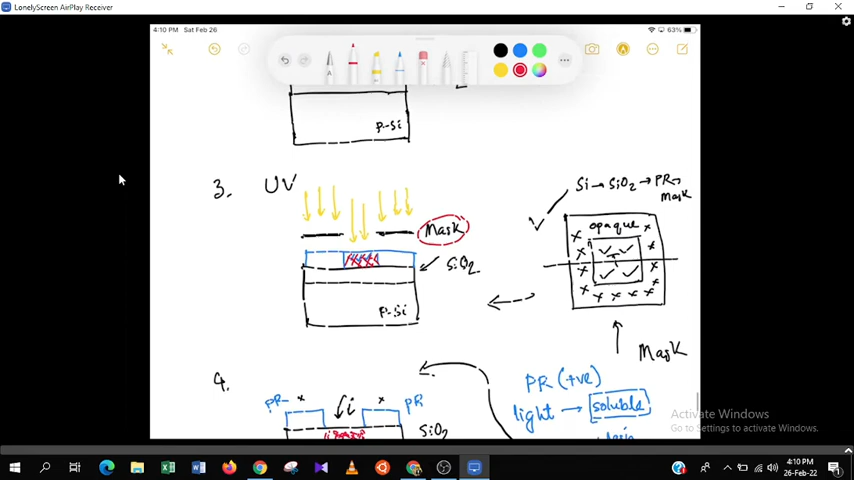 LonelyScreen AirPlay Receiver
4:10 PM Sat Feb 26
63%
A
P-Si
3. UV
Si → SiO2 → PR →
Mask
Mask
opaque
SiO2
P-Si
Mask
4.
PR
i
PR
SiO2
PR (+ve)
light → soluble
Activate Windows
Go to Settings to activate Windows.
4:10 PM
26-Feb-22